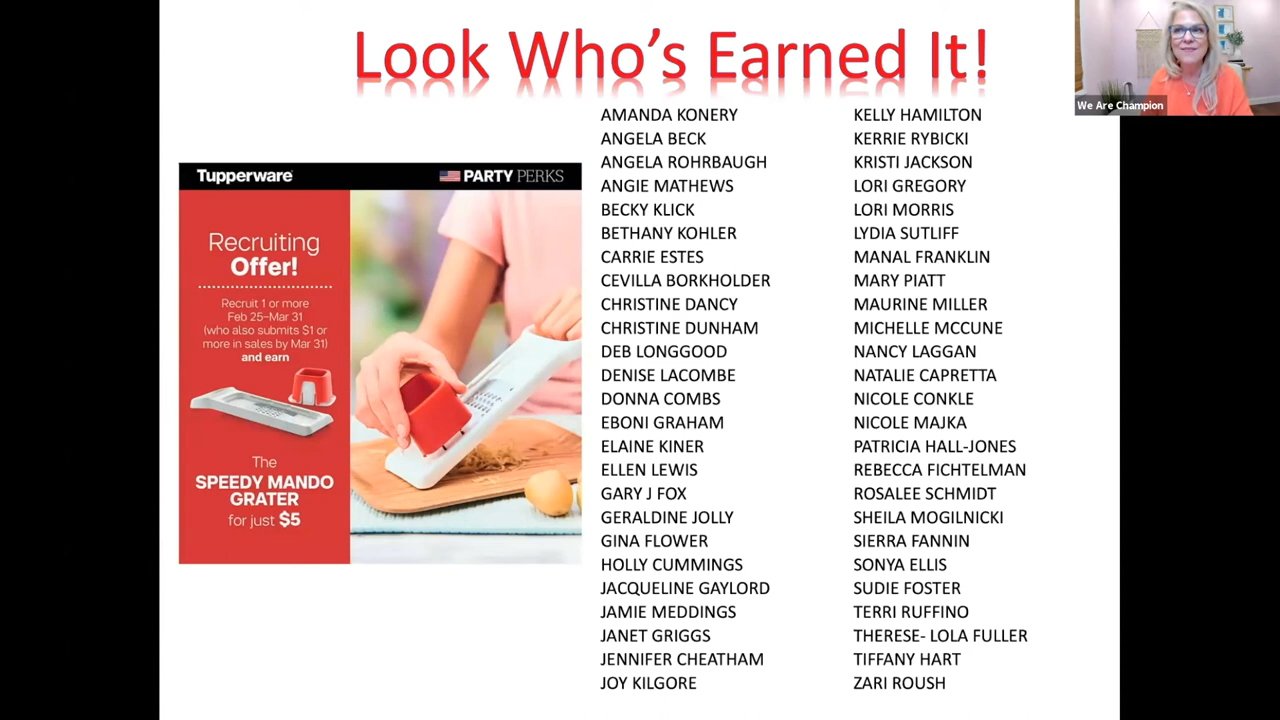 Look Who's Earned It!
We Are Champion
Tupperware
PARTY PERKS
Recruiting
Offer!
Recruit 1 or more
Feb 25–Mar 31
(who also submits $1 or
more in sales by Mar 31)
and earn
The
SPEEDY MANDO
GRATER
for just $5
AMANDA KONERY
ANGELA BECK
ANGELA ROHRBAUGH
ANGIE MATHEWS
BECKY KLICK
BETHANY KOHLER
CARRIE ESTES
CEVILLA BORKHOLDER
CHRISTINE DANCY
CHRISTINE DUNHAM
DEB LONGGOOD
DENISE LACOMBE
DONNA COMBS
EBONI GRAHAM
ELAINE KINER
ELLEN LEWIS
GARY J FOX
GERALDINE JOLLY
GINA FLOWER
HOLLY CUMMINGS
JACQUELINE GAYLORD
JAMIE MEDDINGS
JANET GRIGGS
JENNIFER CHEATHAM
JOY KILGORE
KELLY HAMILTON
KERRIE RYBICKI
KRISTI JACKSON
LORI GREGORY
LORI MORRIS
LYDIA SUTLIFF
MANAL FRANKLIN
MARY PIATT
MAURINE MILLER
MICHELLE MCCUNE
NANCY LAGGAN
NATALIE CAPRETTA
NICOLE CONKLE
NICOLE MAJKA
PATRICIA HALL-JONES
REBECCA FICHTELMAN
ROSALEE SCHMIDT
SHEILA MOGILNICKI
SIERRA FANNIN
SONYA ELLIS
SUDIE FOSTER
TERRI RUFFINO
THERESE- LOLA FULLER
TIFFANY HART
ZARI ROUSH